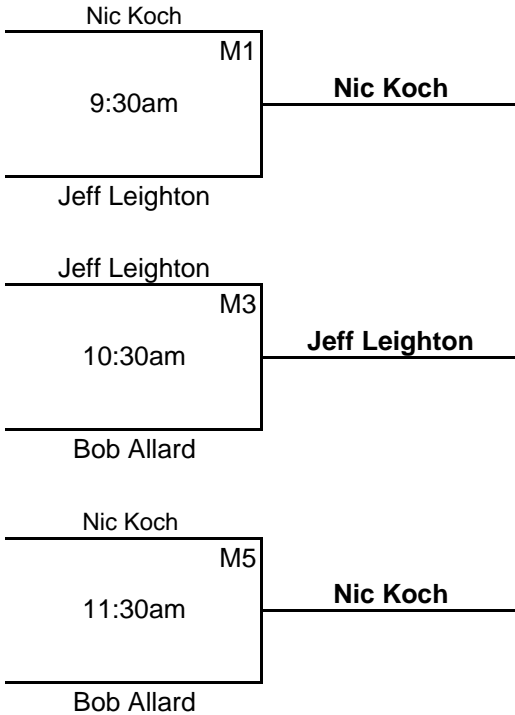 Nic Koch
M1
Nic Koch
9:30am
Jeff Leighton
Jeff Leighton
M3
Jeff Leighton
10:30am
Bob Allard
Nic Koch
M5
Nic Koch
11:30am
Bob Allard